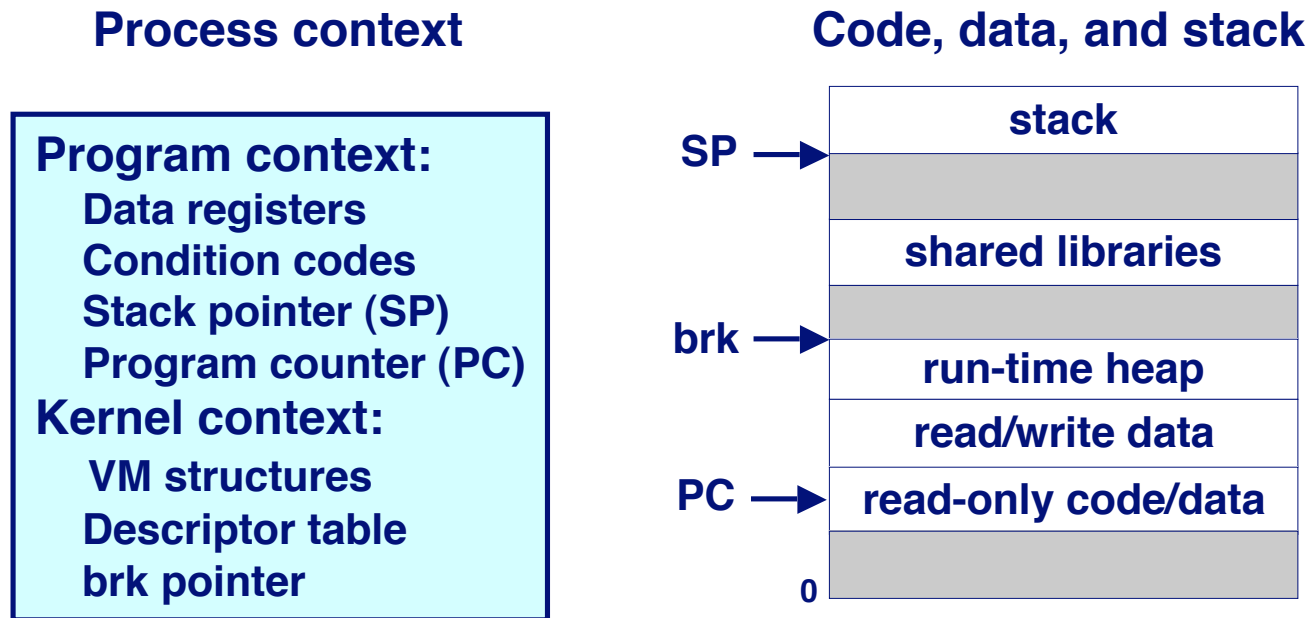 Process context
Program context:
Data registers
Condition codes
Stack pointer (SP)
Program counter (PC)
Kernel context:
VM structures
Descriptor table
brk pointer
Code, data, and stack
stack
SP
shared libraries
brk
run-time heap
read/write data
PC
read-only code/data
0